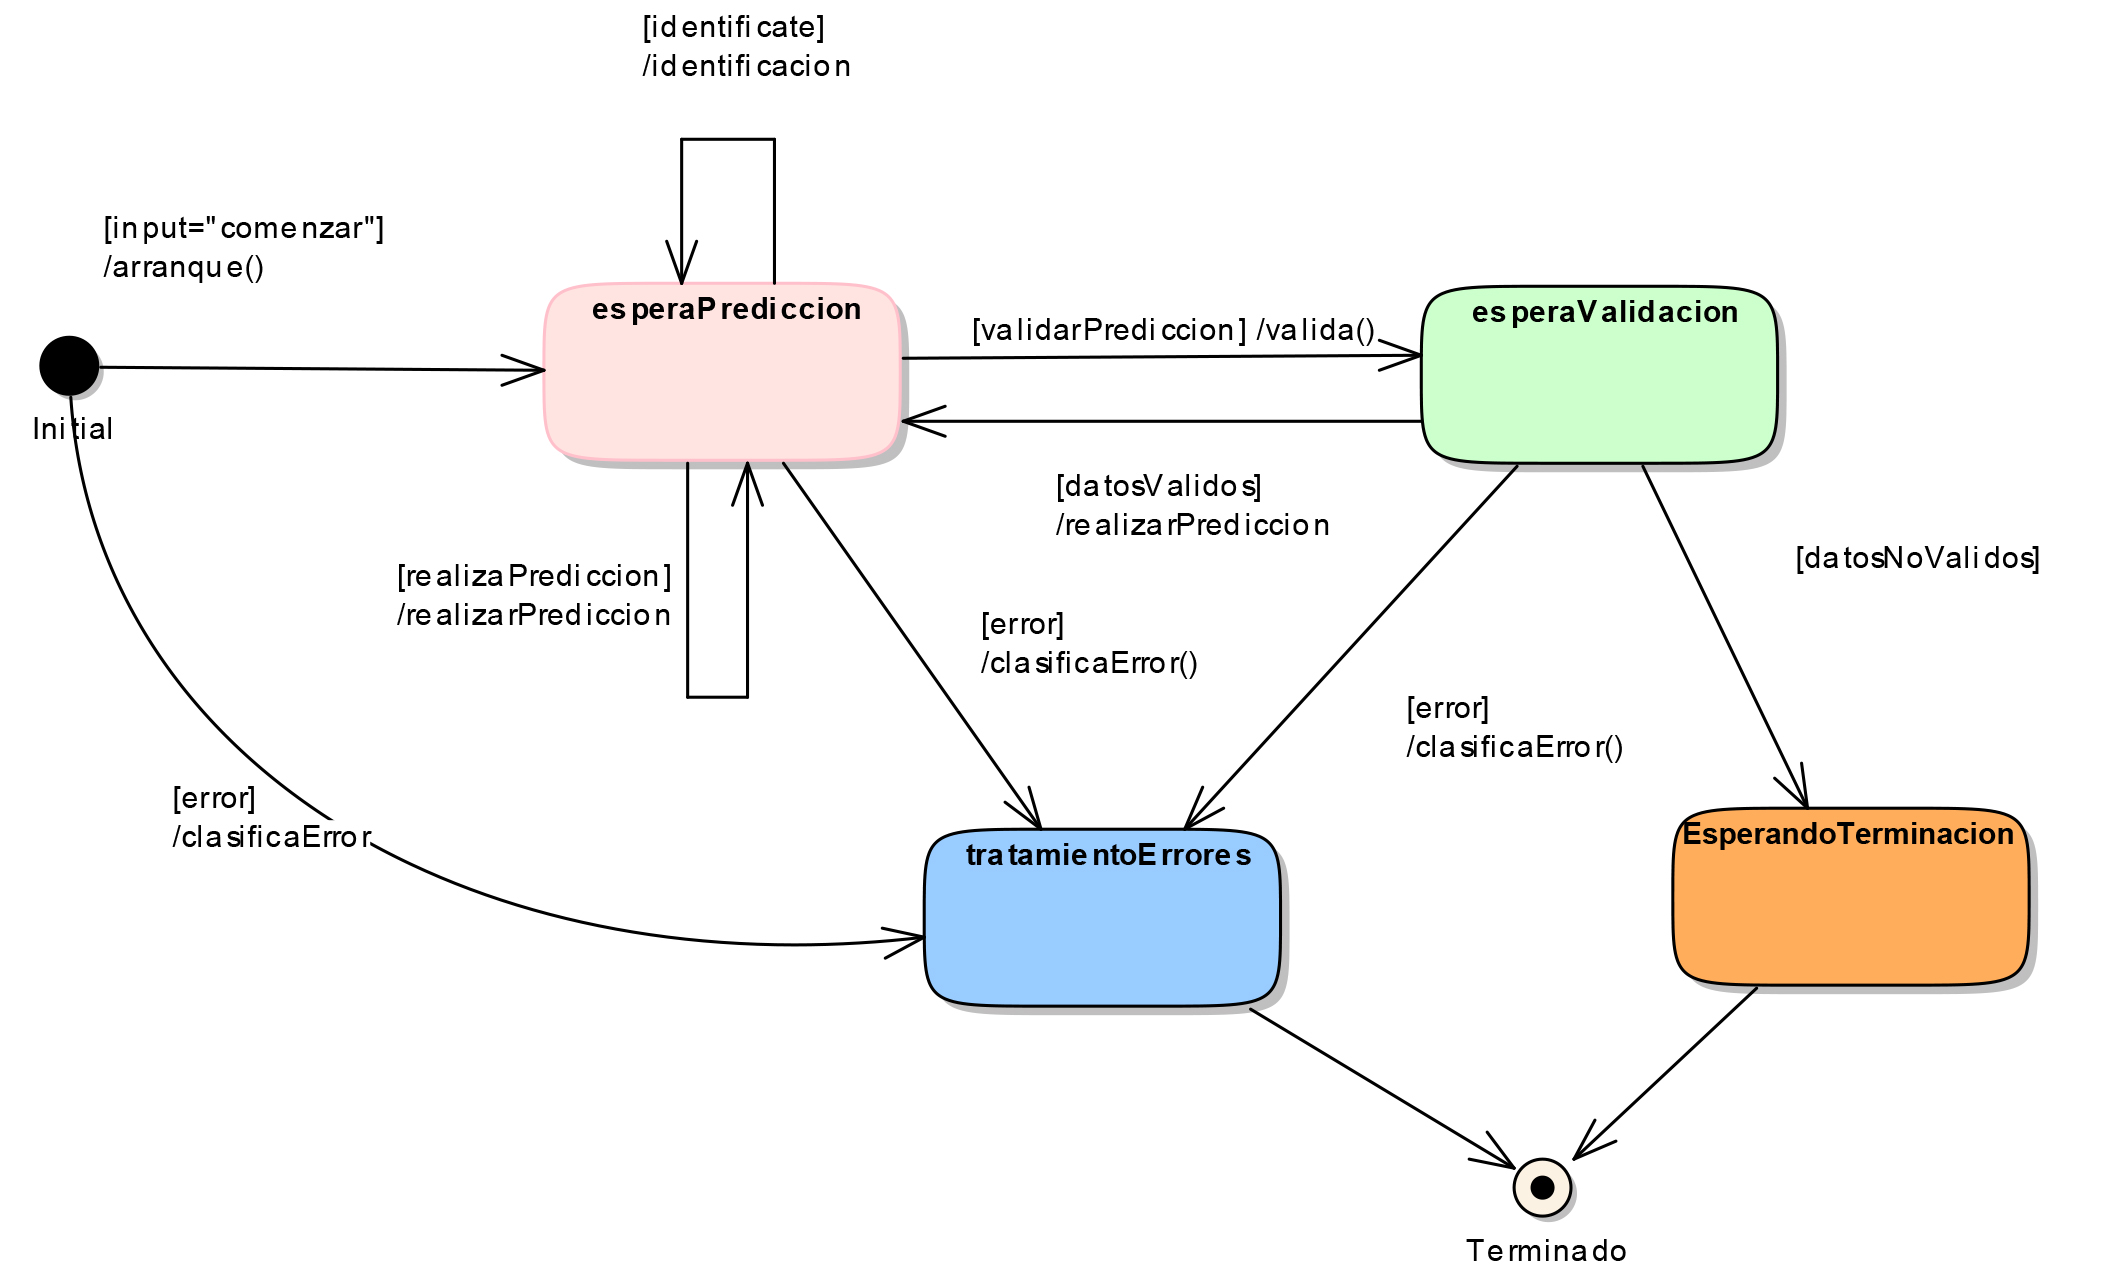 [identificate]
/identificacion
[input="comenzar"]
/arranque()
esperaPrediccion
esperaValidacion
[validarPrediccion] /valida()
Initial
[datosValidos]
/realizarPrediccion
[datosNoValidos]
[realizaPrediccion]
/realizarPrediccion
[error]
/clasificaError()
[error]
/clasificaError()
[error]
/clasificaError
tratamientoErrores
EsperandoTerminacion
Terminado